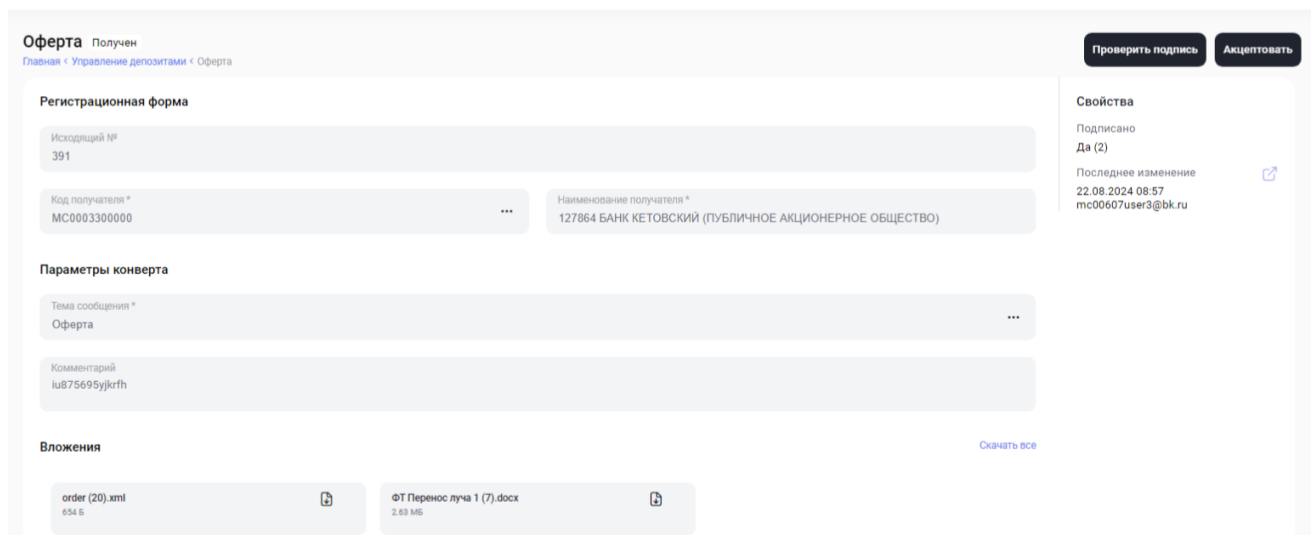 Оферта Получен
Проверить подпись Акцептовать
Главная < Управление депозитами < Оферта
Регистрационная форма
Исходящий №
391
Код получателя *
МС0003300000 ...
Наименование получателя *
127864 БАНК КЕТОВСКИЙ (ПУБЛИЧНОЕ АКЦИОНЕРНОЕ ОБЩЕСТВО)
Параметры конверта
Тема сообщения *
Оферта ...
Комментарий
iu875695yjkrfh
Вложения Скачать все
order (20).xml
654 Б
ФТ Перенос луча 1 (7).docx
2.63 МБ
Свойства
Подписано
Да (2)
Последнее изменение
22.08.2024 08:57
mc00607user3@bk.ru